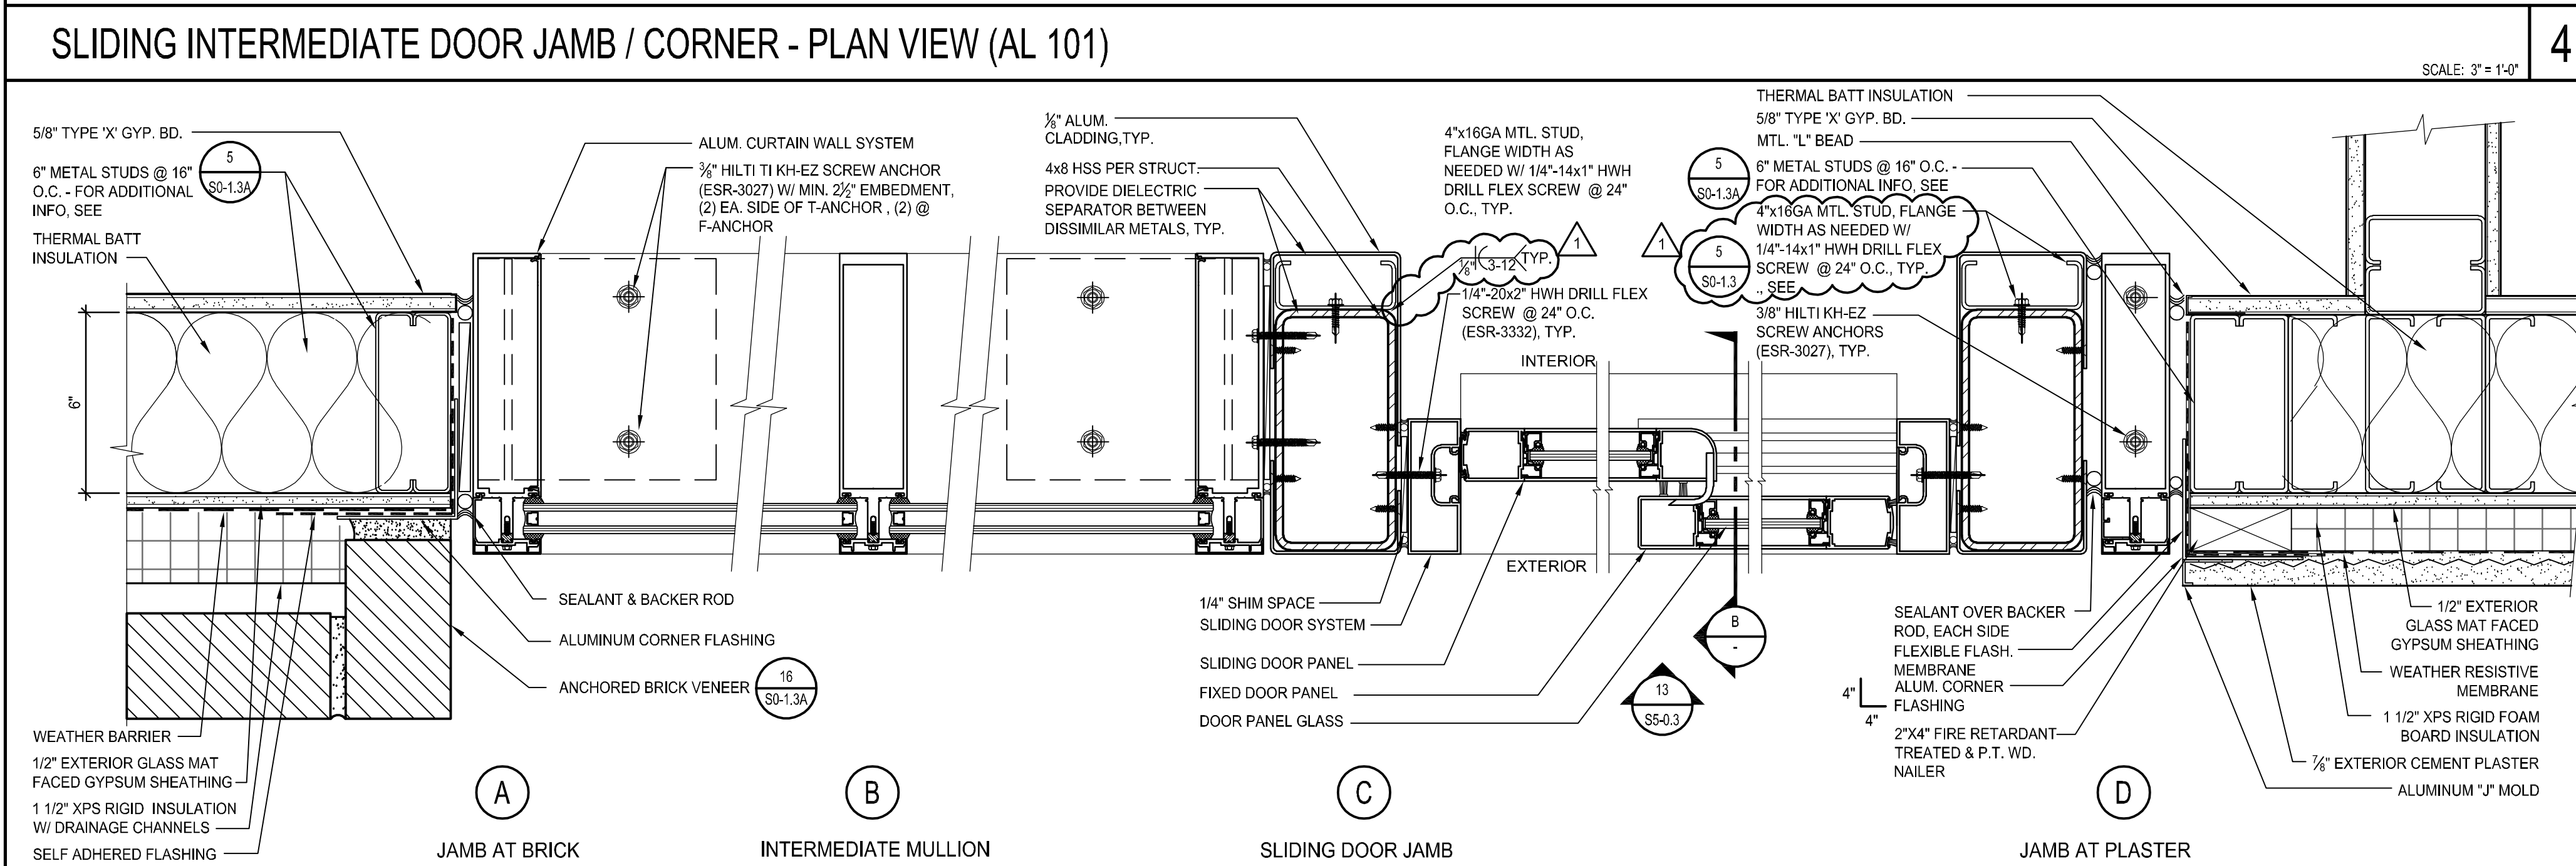 SLIDING INTERMEDIATE DOOR JAMB / CORNER - PLAN VIEW (AL 101)
SCALE: 3" = 1'-0"
4
5/8" TYPE 'X' GYP. BD.
6" METAL STUDS @ 16"
O.C. - FOR ADDITIONAL
INFO, SEE
5
S0-1.3A
THERMAL BATT
INSULATION
6"
WEATHER BARRIER
1/2" EXTERIOR GLASS MAT
FACED GYPSUM SHEATHING
1 1/2" XPS RIGID INSULATION
W/ DRAINAGE CHANNELS
SELF ADHERED FLASHING
ALUM. CURTAIN WALL SYSTEM
⅜" HILTI TI KH-EZ SCREW ANCHOR
(ESR-3027) W/ MIN. 2½" EMBEDMENT,
(2) EA. SIDE OF T-ANCHOR , (2) @
F-ANCHOR
SEALANT & BACKER ROD
ALUMINUM CORNER FLASHING
ANCHORED BRICK VENEER
16
S0-1.3A
⅛" ALUM.
CLADDING,TYP.
4x8 HSS PER STRUCT.
PROVIDE DIELECTRIC
SEPARATOR BETWEEN
DISSIMILAR METALS, TYP.
4"x16GA MTL. STUD,
FLANGE WIDTH AS
NEEDED W/ 1/4"-14x1" HWH
DRILL FLEX SCREW @ 24"
O.C., TYP.
⅛"
3-12
TYP.
1
1/4"-20x2" HWH DRILL FLEX
SCREW @ 24" O.C.
(ESR-3332), TYP.
INTERIOR
EXTERIOR
1/4" SHIM SPACE
SLIDING DOOR SYSTEM
SLIDING DOOR PANEL
FIXED DOOR PANEL
DOOR PANEL GLASS
B
-
13
S5-0.3
THERMAL BATT INSULATION
5/8" TYPE 'X' GYP. BD.
MTL. "L" BEAD
5
S0-1.3A
6" METAL STUDS @ 16" O.C. -
FOR ADDITIONAL INFO, SEE
1
5
S0-1.3
4"x16GA MTL. STUD, FLANGE
WIDTH AS NEEDED W/
1/4"-14x1" HWH DRILL FLEX
SCREW @ 24" O.C., TYP.
., SEE
3/8" HILTI KH-EZ
SCREW ANCHORS
(ESR-3027), TYP.
SEALANT OVER BACKER
ROD, EACH SIDE
FLEXIBLE FLASH.
MEMBRANE
ALUM. CORNER
FLASHING
4"
4"
2"X4" FIRE RETARDANT
TREATED & P.T. WD.
NAILER
1/2" EXTERIOR
GLASS MAT FACED
GYPSUM SHEATHING
WEATHER RESISTIVE
MEMBRANE
1 1/2" XPS RIGID FOAM
BOARD INSULATION
⅞" EXTERIOR CEMENT PLASTER
ALUMINUM "J" MOLD
A
JAMB AT BRICK
B
INTERMEDIATE MULLION
C
SLIDING DOOR JAMB
D
JAMB AT PLASTER